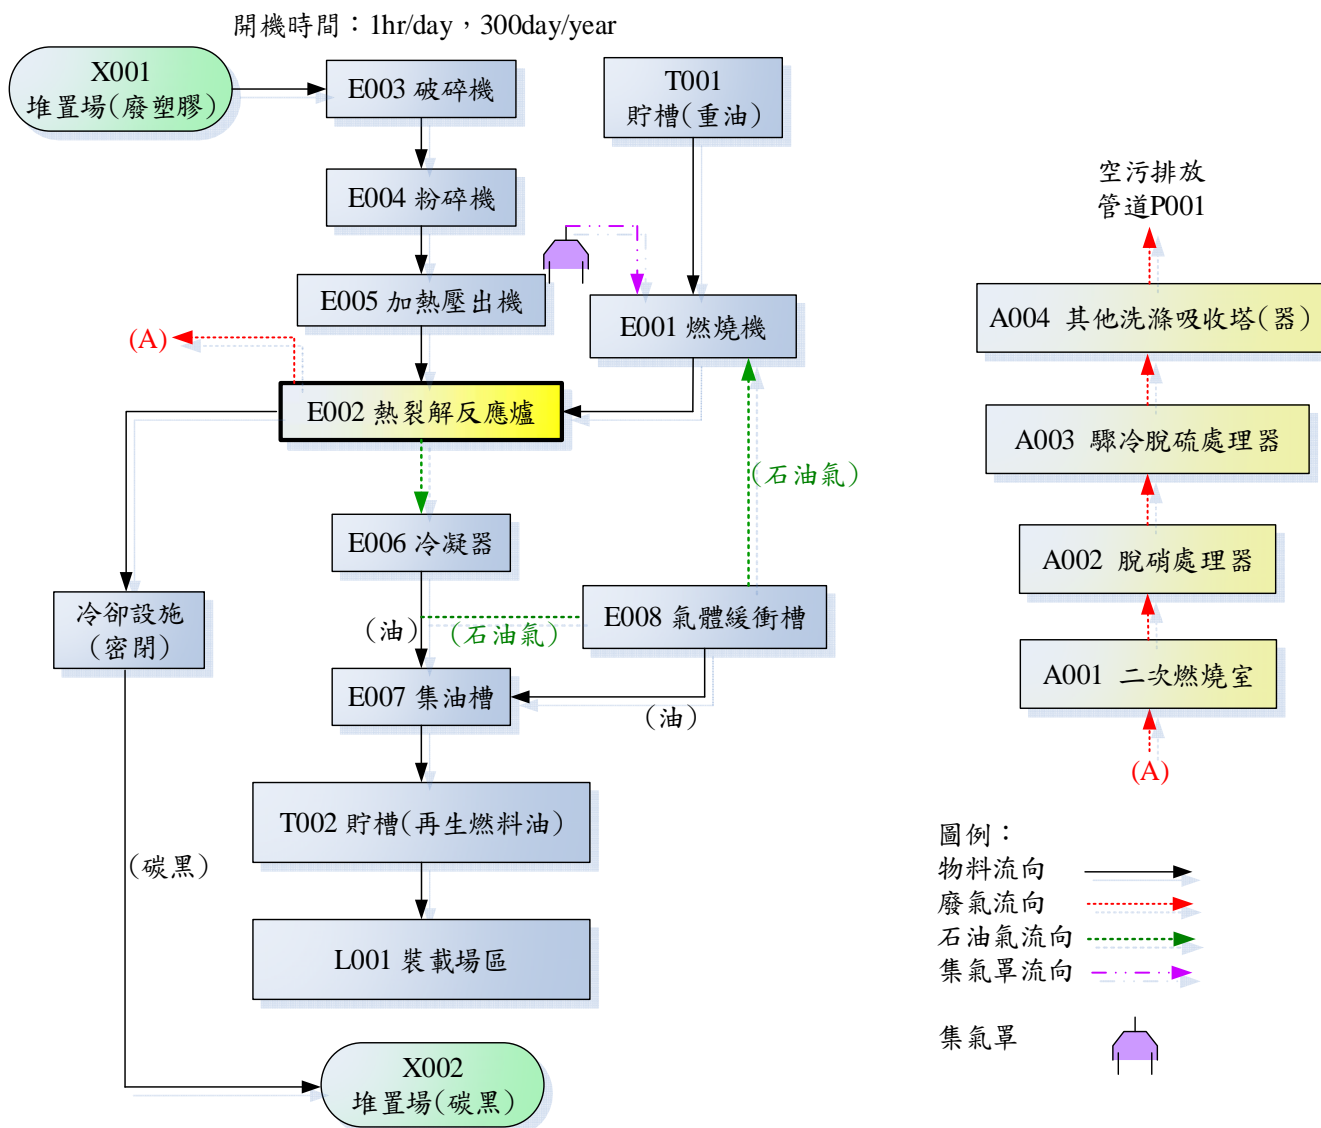 開機時間：1hr/day，300day/year
X001
堆置場(廢塑膠)
E003 破碎機
T001
貯槽(重油)
E004 粉碎機
空污排放
管道P001
E005 加熱壓出機
E001 燃燒機
A004 其他洗滌吸收塔(器)
(A)
E002 熱裂解反應爐
A003 驟冷脫硫處理器
(石油氣)
E006 冷凝器
A002 脫硝處理器
冷卻設施
(密閉)
E008 氣體緩衝槽
(油)
(石油氣)
E007 集油槽
(油)
A001 二次燃燒室
(A)
T002 貯槽(再生燃料油)
(碳黑)
L001 裝載場區
圖例：
物料流向
廢氣流向
石油氣流向
集氣罩流向
集氣罩
X002
堆置場(碳黑)